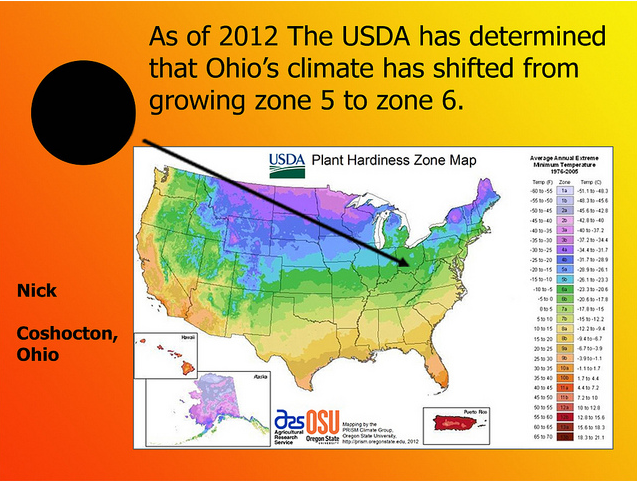 As of 2012 The USDA has determined
that Ohio's climate has shifted from
growing zone 5 to zone 6.
USDA Plant Hardiness Zone Map
Average Annual Extreme
Minimum Temperature
1976-2005
Temp (F) Zone Temp (C)
-60 to -55 1a -51.1 to -48.3
-55 to -50 1b -48.3 to -45.6
-50 to -45 2a -45.6 to -42.8
-45 to -40 2b -42.8 to -40
-40 to -35 3a -40 to -37.2
-35 to -30 3b -37.2 to -34.4
-30 to -25 4a -34.4 to -31.7
-25 to -20 4b -31.7 to -28.9
-20 to -15 5a -28.9 to -26.1
-15 to -10 5b -26.1 to -23.3
-10 to -5 6a -23.3 to -20.6
-5 to 0 6b -20.6 to -17.8
0 to 5 7a -17.8 to -15
5 to 10 7b -15 to -12.2
10 to 15 8a -12.2 to -9.4
15 to 20 8b -9.4 to -6.7
20 to 25 9a -6.7 to -3.9
25 to 30 9b -3.9 to -1.1
30 to 35 10a -1.1 to 1.7
35 to 40 10b 1.7 to 4.4
40 to 45 11a 4.4 to 7.2
45 to 50 11b 7.2 to 10
50 to 55 12a 10 to 12.8
55 to 60 12b 12.8 to 15.6
60 to 65 13a 15.6 to 18.3
65 to 70 13b 18.3 to 21.1
Nick
Coshocton,
Ohio
Hawaii
Alaska
Puerto Rico
ars
Agricultural
Research
Service
OSU
Oregon State
UNIVERSITY
Mapping by the
PRISM Climate Group,
Oregon State University,
http://prism.oregonstate.edu, 2012